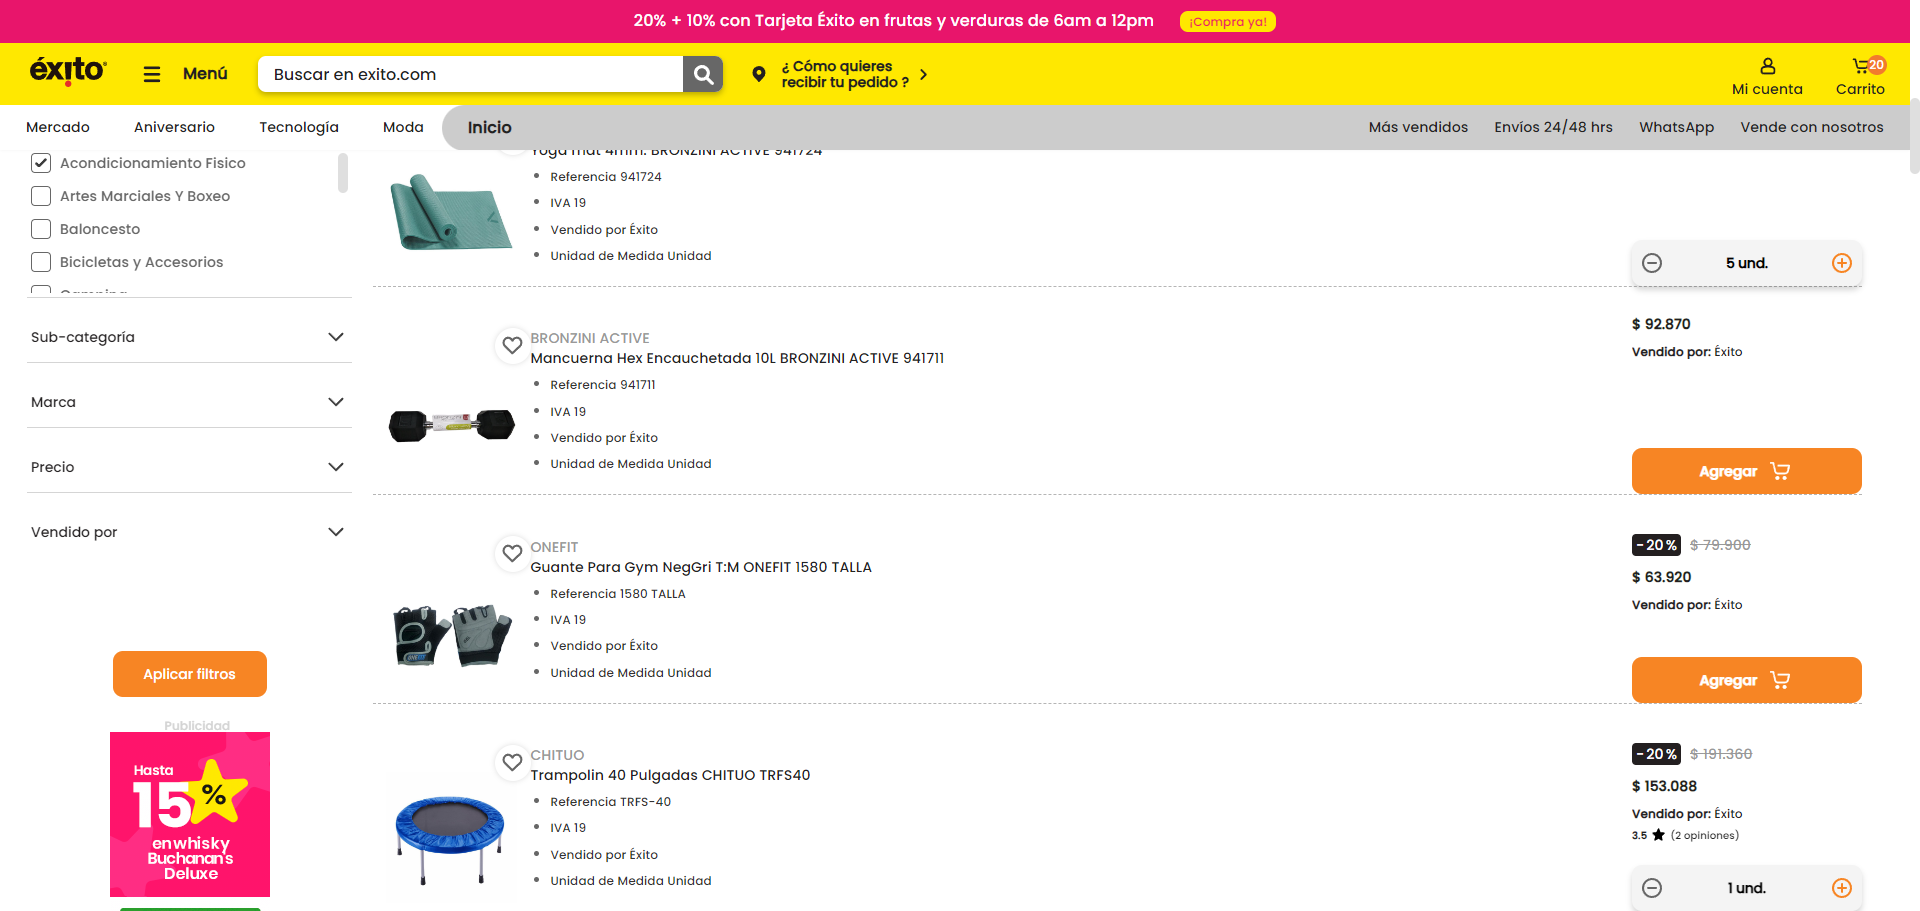 20% + 10% con Tarjeta Éxito en frutas y verduras de 6am a 12pm
¡Compra ya!
éxito
Menú
Buscar en exito.com
¿ Cómo quieres
recibir tu pedido ?
Mi cuenta
20
Carrito
Mercado
Aniversario
Tecnología
Moda
Inicio
Más vendidos
Envíos 24/48 hrs
WhatsApp
Vende con nosotros
Acondicionamiento Fisico
Artes Marciales Y Boxeo
Baloncesto
Bicicletas y Accesorios
Camping
Sub-categoría
Marca
Precio
Vendido por
Aplicar filtros
Publicidad
Hasta
15%
en whisky
Buchanan's
Deluxe
Yoga mat 4mm. BRONZINI ACTIVE 941724
Referencia 941724
IVA 19
Vendido por Éxito
Unidad de Medida Unidad
5 und.
BRONZINI ACTIVE
Mancuerna Hex Encauchetada 10L BRONZINI ACTIVE 941711
Referencia 941711
IVA 19
Vendido por Éxito
Unidad de Medida Unidad
$ 92.870
Vendido por: Éxito
Agregar
ONEFIT
Guante Para Gym NegGri T:M ONEFIT 1580 TALLA
Referencia 1580 TALLA
IVA 19
Vendido por Éxito
Unidad de Medida Unidad
-20% $ 79.900
$ 63.920
Vendido por: Éxito
Agregar
CHITUO
Trampolin 40 Pulgadas CHITUO TRFS40
Referencia TRFS-40
IVA 19
Vendido por Éxito
Unidad de Medida Unidad
-20% $ 191.360
$ 153.088
Vendido por: Éxito
3.5 (2 opiniones)
1 und.